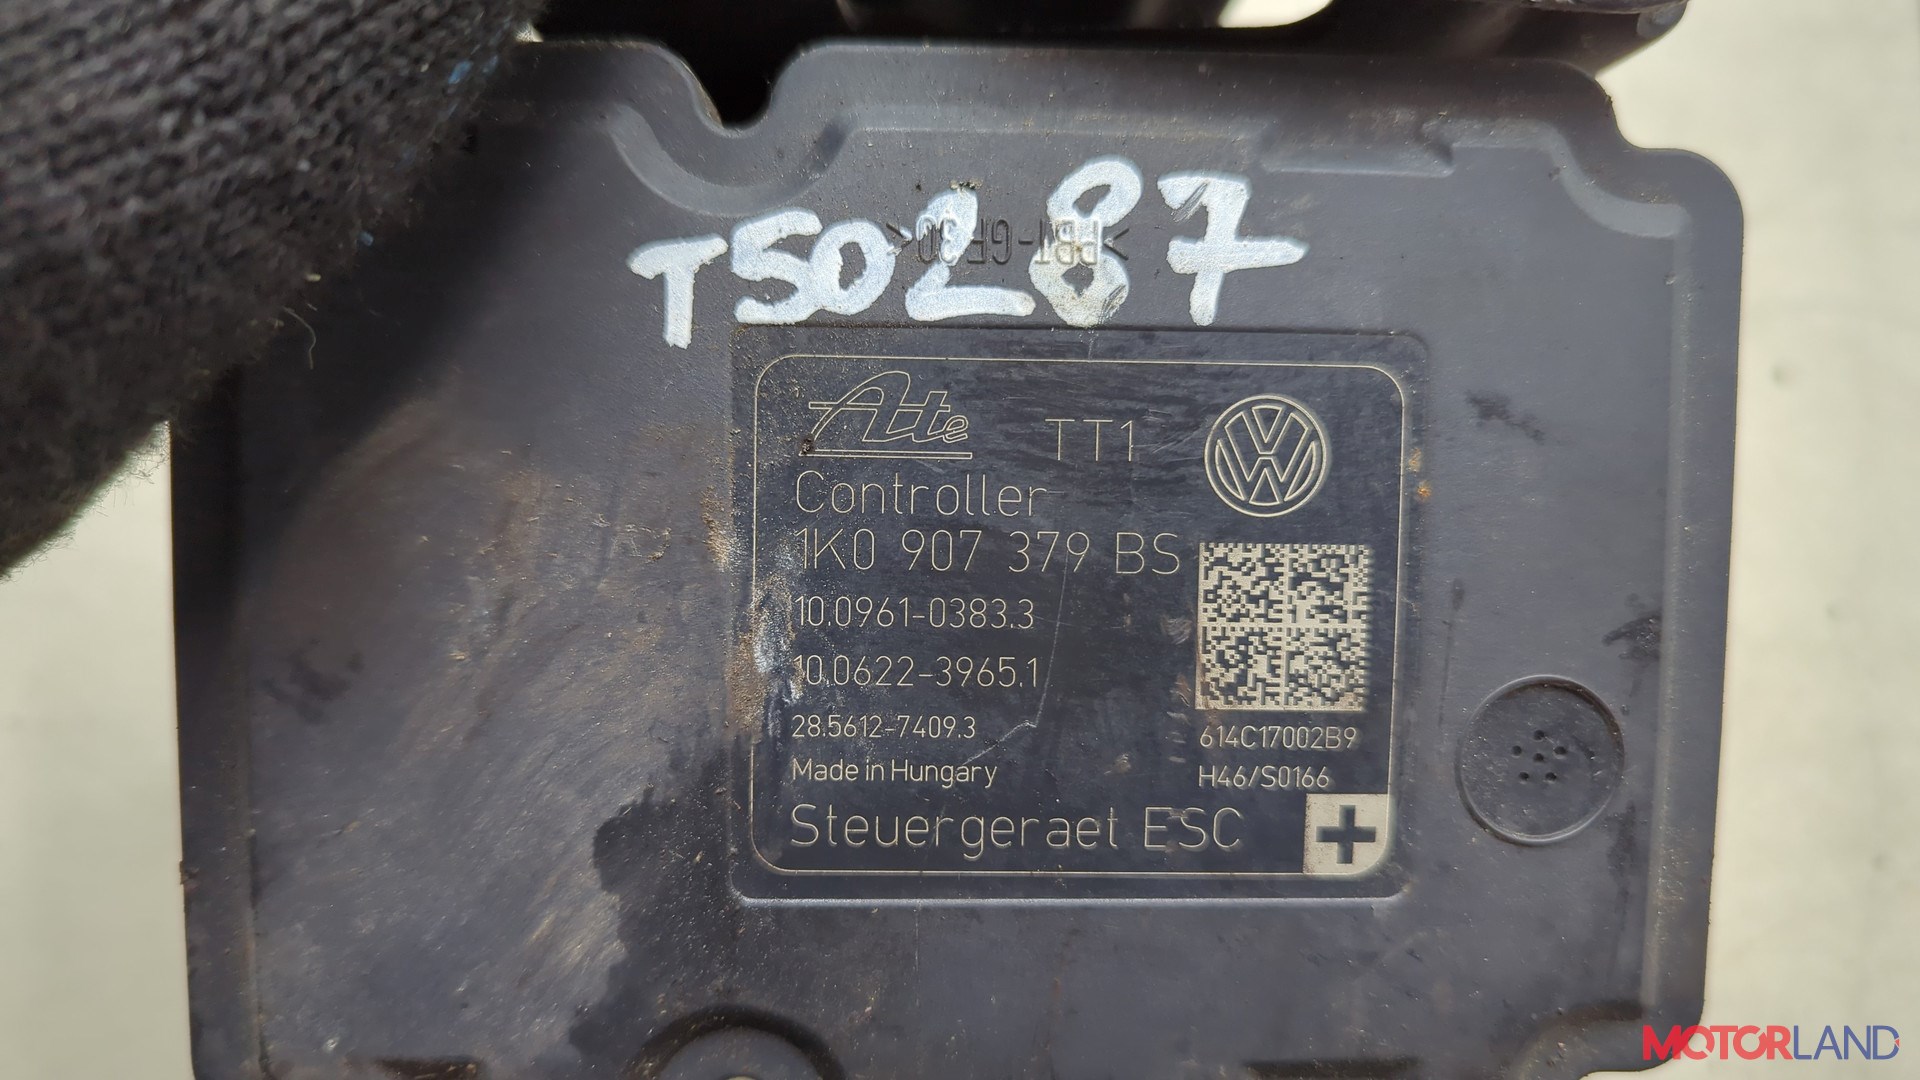 T50287
>PBT-GF30<
Ate TT1
Controller
1K0 907 379 BS
10.0961-0383.3
10.0622-3965.1
28.5612-7409.3
614C17002B9
Made in Hungary
H46/S0166
Steuergeraet ESC
MOTORLAND